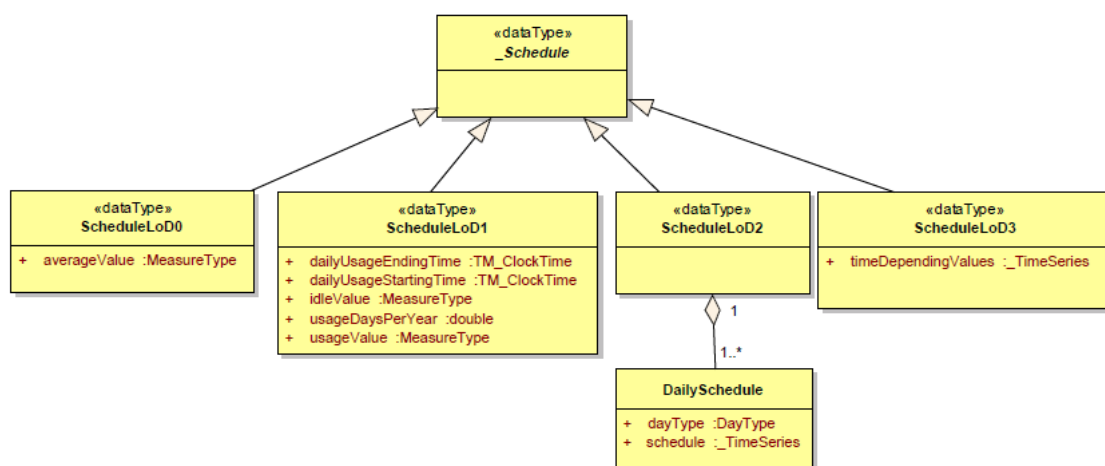 «dataType»
_Schedule
«dataType»
ScheduleLoD0
+ averageValue :MeasureType
«dataType»
ScheduleLoD1
+ dailyUsageEndingTime :TM_ClockTime
+ dailyUsageStartingTime :TM_ClockTime
+ idleValue :MeasureType
+ usageDaysPerYear :double
+ usageValue :MeasureType
«dataType»
ScheduleLoD2
«dataType»
ScheduleLoD3
+ timeDependingValues :_TimeSeries
1
1..*
DailySchedule
+ dayType :DayType
+ schedule :_TimeSeries